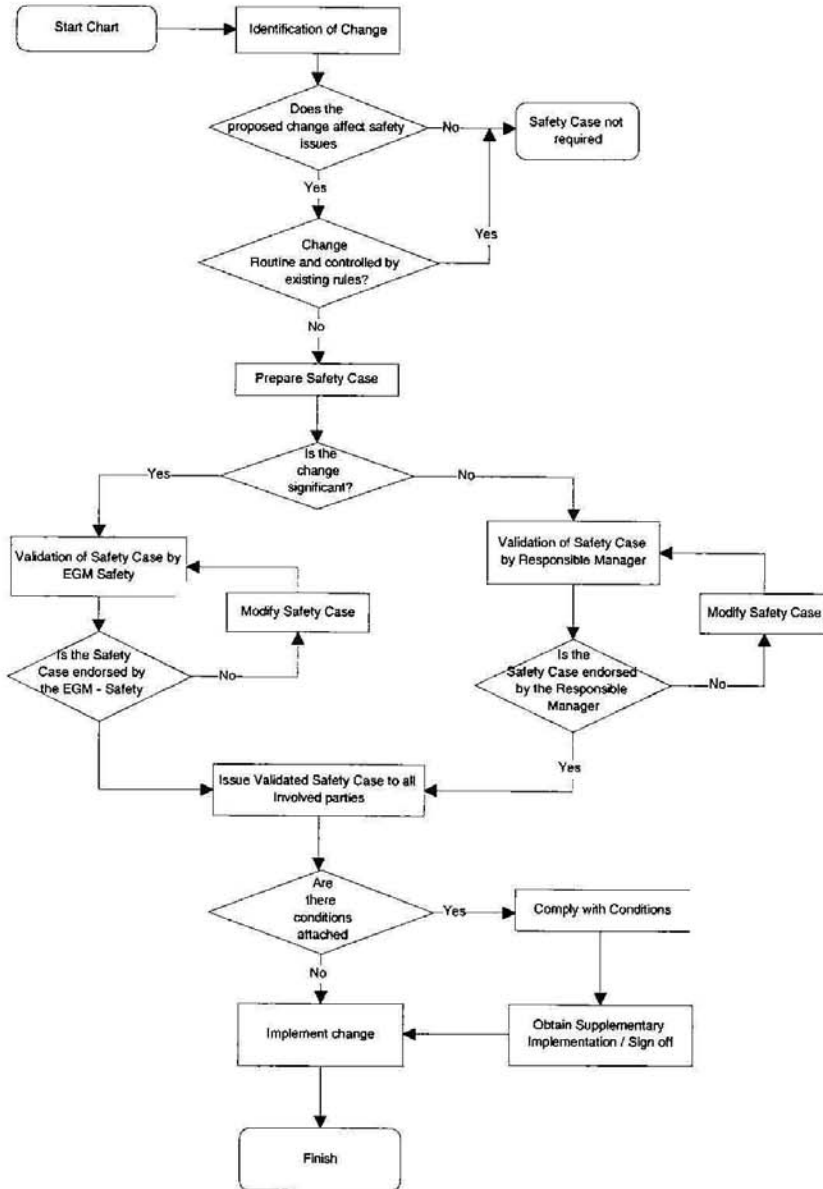 Start Chart
Identification of Change
Does the
proposed change affect safety
issues
No
Safety Case not
required
Yes
Yes
Change
Routine and controlled by
existing rules?
No
Prepare Safety Case
Is the
change
significant?
Yes
No
Validation of Safety Case by
EGM Safety
Validation of Safety Case
by Responsible Manager
Modify Safety Case
Modify Safety Case
Is the Safety
Case endorsed by
the EGM - Safety
No
Is the
Safety Case endorsed
by the Responsible
Manager
No
Yes
Issue Validated Safety Case to all
Involved parties
Are
there
conditions
attached
Yes
Comply with Conditions
No
Implement change
Obtain Supplementary
Implementation / Sign off
Finish